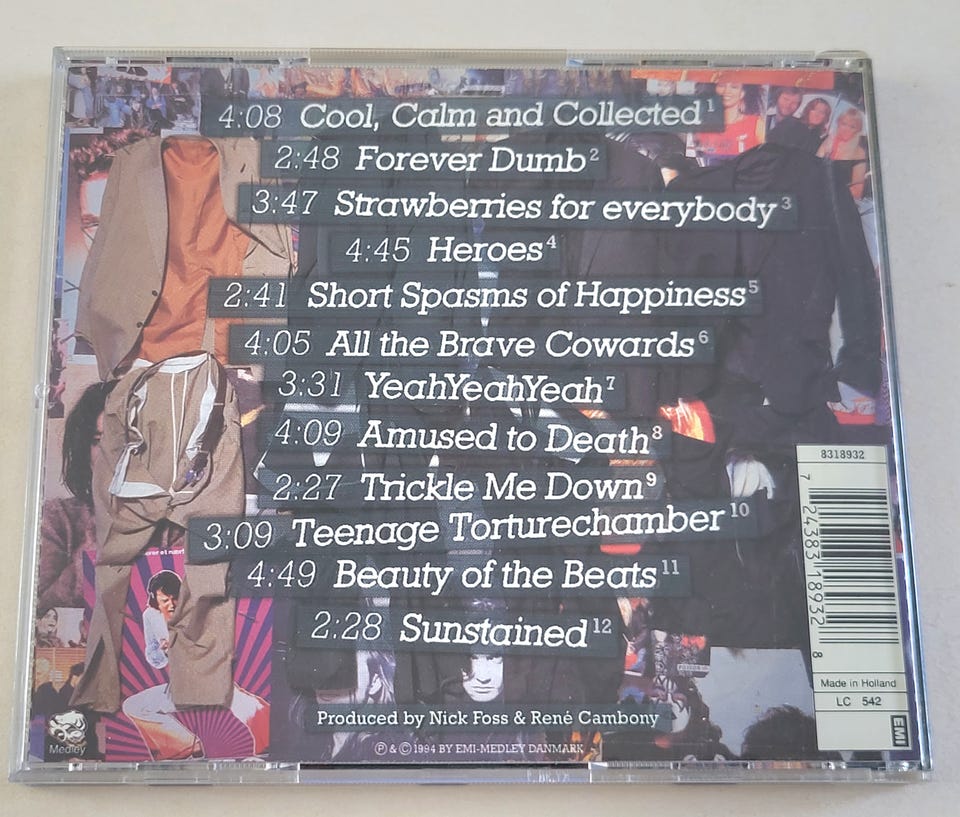 4:08 Cool, Calm and Collected 1
2:48 Forever Dumb 2
3:47 Strawberries for everybody 3
4:45 Heroes 4
2:41 Short Spasms of Happiness 5
4:05 All the Brave Cowards 6
3:31 YeahYeahYeah 7
4:09 Amused to Death 8
2:27 Trickle Me Down 9
3:09 Teenage Torturechamber 10
4:49 Beauty of the Beats 11
2:28 Sunstained 12
Produced by Nick Foss & René Cambony
Ⓟ & © 1994 BY EMI-MEDLEY DANMARK
Medley
8318932
7 24383 18932 8
Made in Holland
LC 542
EMI